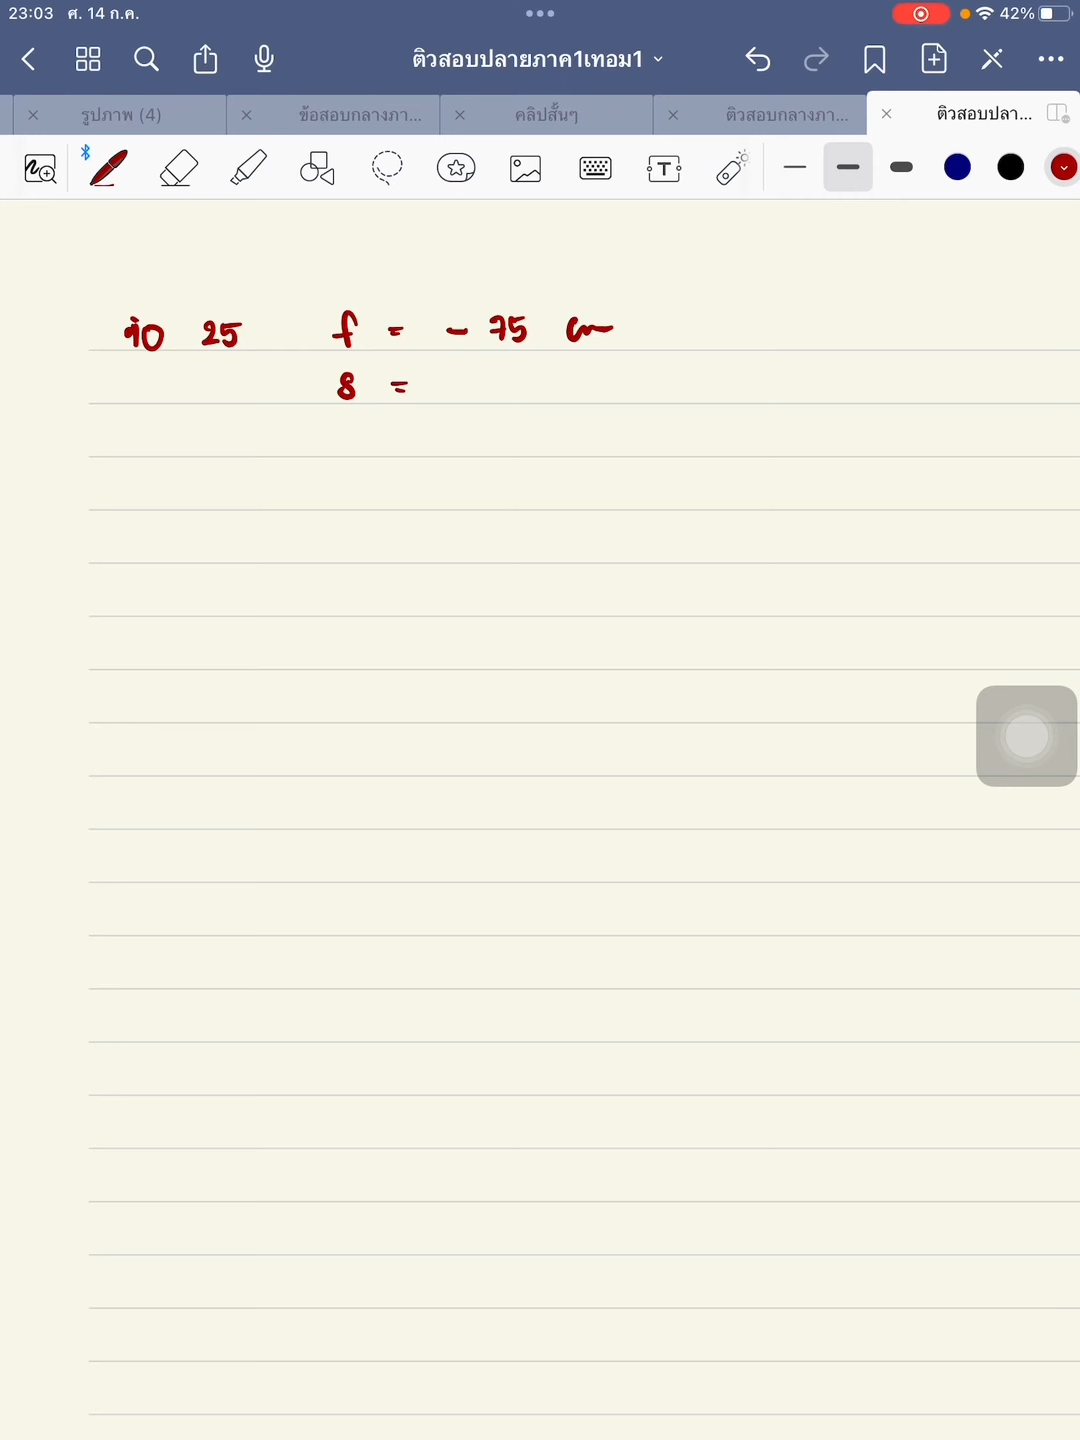 23:03 ศ. 14 ก.ค. 42%
ติวสอบปลายภาค1เทอม1
รูปภาพ (4) ข้อสอบกลางภา... คลิปสั้นๆ ติวสอบกลางภา... ติวสอบปลา...
ข้อ 25 f = - 75 cm
s =